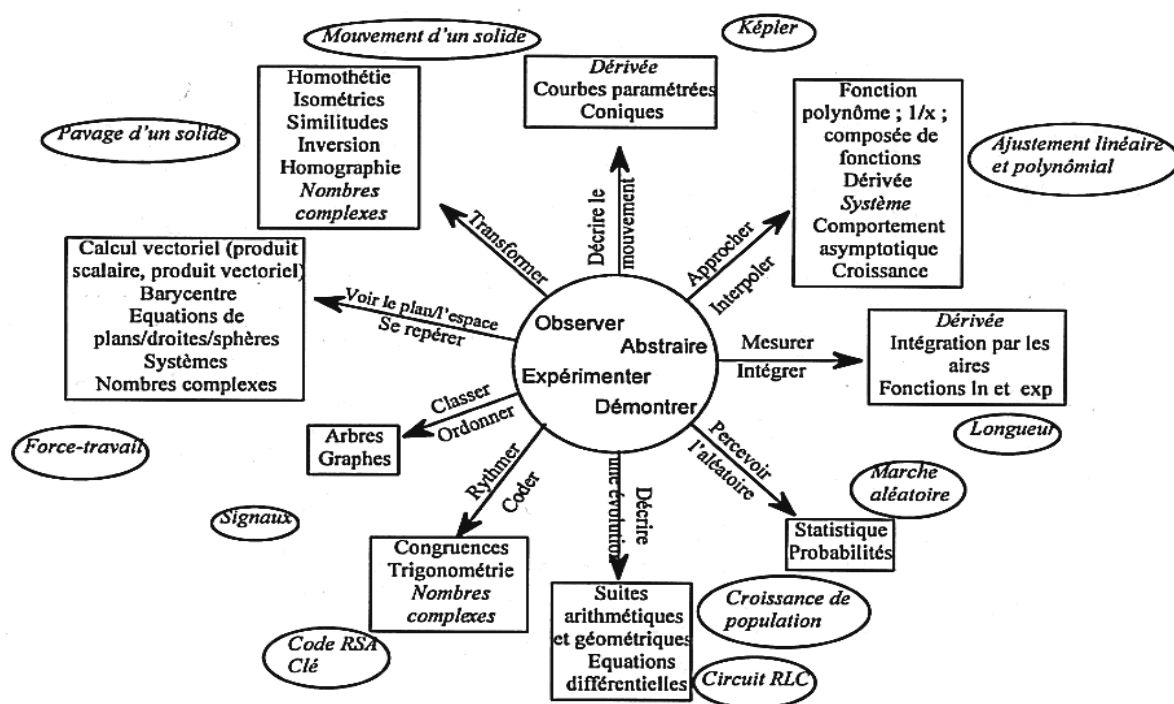 Mouvement d'un solide
Képler
Homothétie
Isométries
Similitudes
Inversion
Homographie
Nombres
complexes
Dérivée
Courbes paramétrées
Coniques
Fonction
polynôme ; 1/x ;
composée de
fonctions
Dérivée
Système
Comportement
asymptotique
Croissance
Pavage d'un solide
Ajustement linéaire
et polynômial
Transformer
Décrire le
mouvement
Approcher
Interpoler
Calcul vectoriel (produit
scalaire, produit vectoriel)
Barycentre
Equations de
plans/droites/sphères
Systèmes
Nombres complexes
Voir le plan/l'espace
Se repérer
Observer
Abstraire
Expérimenter
Démontrer
Mesurer
Intégrer
Dérivée
Intégration par les
aires
Fonctions ln et exp
Longueur
Classer
Ordonner
Arbres
Graphes
Force-travail
Rythmer
Coder
Décrire
une évolution
Percevoir
l'aléatoire
Marche
aléatoire
Statistique
Probabilités
Signaux
Congruences
Trigonométrie
Nombres
complexes
Code RSA
Clé
Suites
arithmétiques
et géométriques
Equations
différentielles
Croissance de
population
Circuit RLC